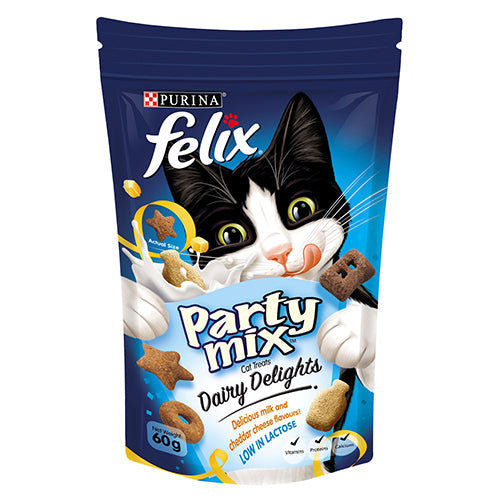 PURINA
felix
Actual Size
Party
mix™
Cat Treats
Dairy Delights
Delicious milk and
cheddar cheese flavours!
LOW IN LACTOSE
Net Weight
60g
Vitamins
Proteins
Calcium